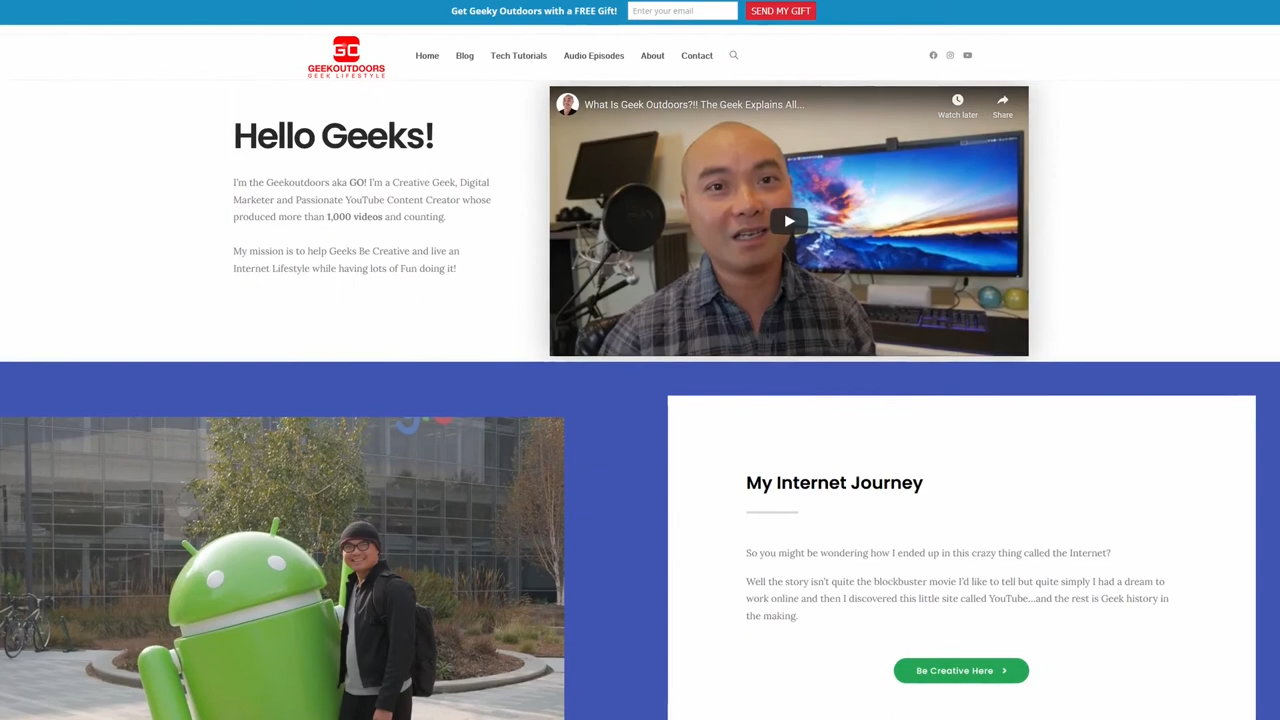 Get Geeky Outdoors with a FREE Gift!
Enter your email
SEND MY GIFT
GO
GEEKOUTDOORS
GEEK LIFESTYLE
Home
Blog
Tech Tutorials
Audio Episodes
About
Contact
What Is Geek Outdoors?!! The Geek Explains All...
Watch later
Share
Hello Geeks!
I'm the Geekoutdoors aka GO! I'm a Creative Geek, Digital
Marketer and Passionate YouTube Content Creator whose
produced more than 1,000 videos and counting.
My mission is to help Geeks Be Creative and live an
Internet Lifestyle while having lots of Fun doing it!
My Internet Journey
So you might be wondering how I ended up in this crazy thing called the Internet?
Well the story isn't quite the blockbuster movie I'd like to tell but quite simply I had a dream to
work online and then I discovered this little site called YouTube...and the rest is Geek history in
the making.
Be Creative Here